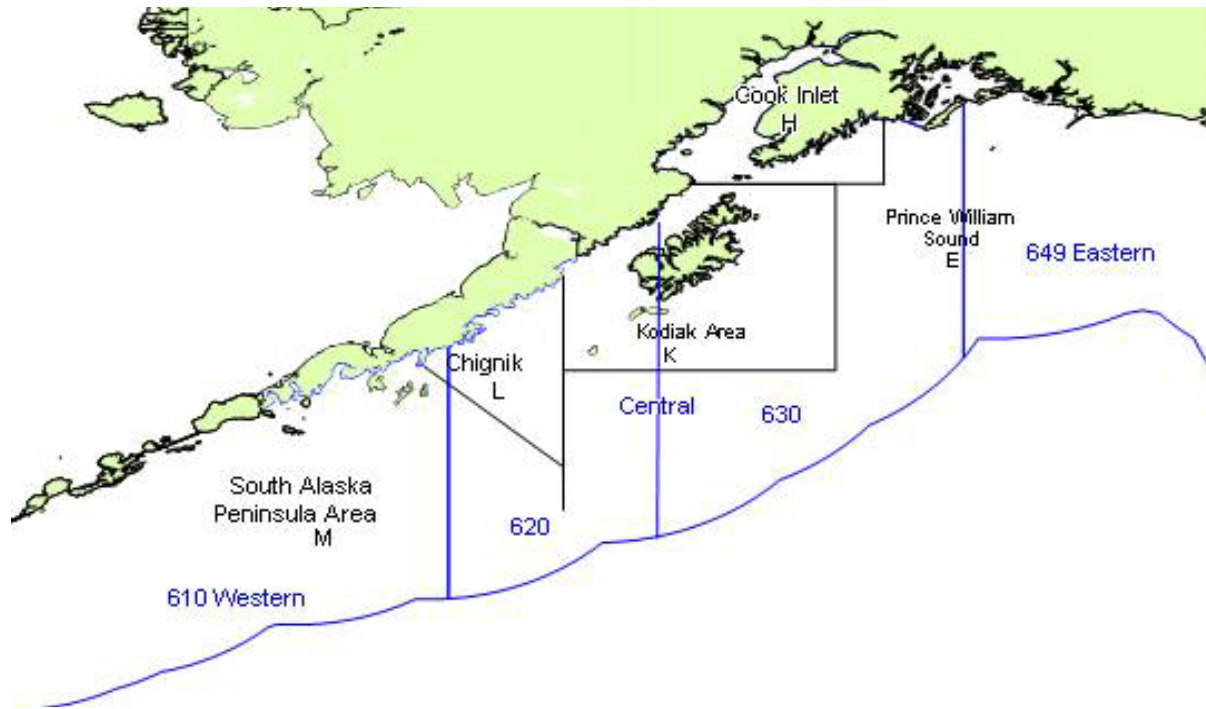 Cook Inlet
H
Prince William
Sound
E
649 Eastern
Kodiak Area
K
Chignik
L
Central
630
South Alaska
Peninsula Area
M
620
610 Western